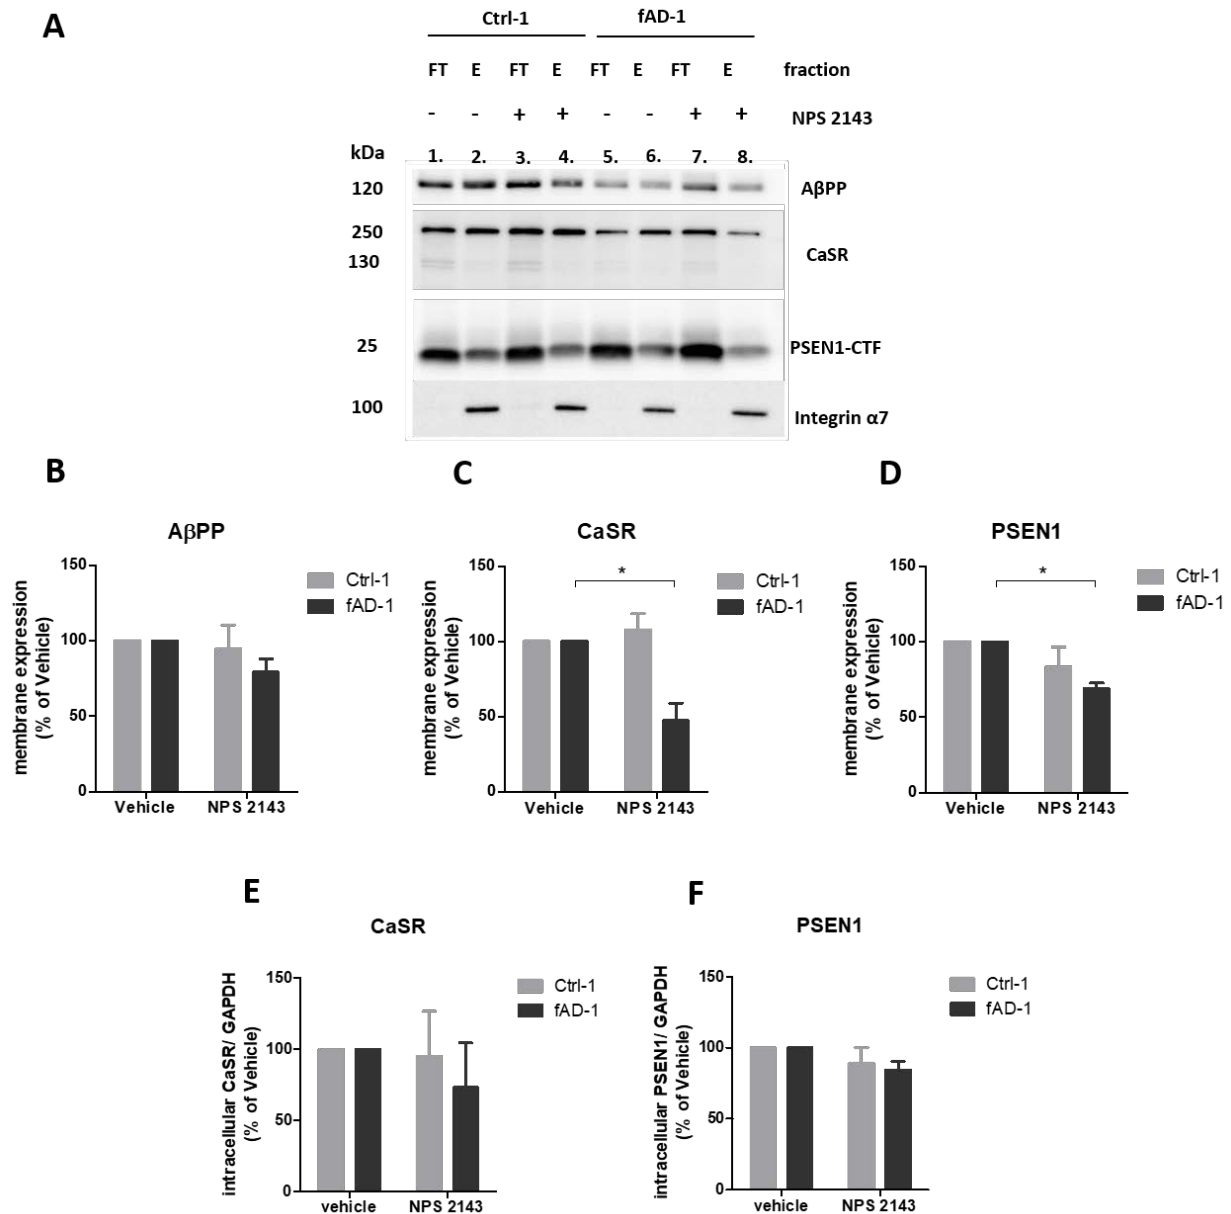 A
Ctrl-1 fAD-1
FT E FT E FT E FT E fraction
- - + + - - + + NPS 2143
kDa 1. 2. 3. 4. 5. 6. 7. 8.
120 AβPP
250
130 CaSR
25 PSEN1-CTF
100 Integrin α7
B
AβPP
membrane expression
(% of Vehicle)
150
100
50
0
Vehicle NPS 2143
Ctrl-1
fAD-1
C
CaSR
membrane expression
(% of Vehicle)
150
100
50
0
*
Vehicle NPS 2143
Ctrl-1
fAD-1
D
PSEN1
membrane expression
(% of Vehicle)
150
100
50
0
*
Vehicle NPS 2143
Ctrl-1
fAD-1
E
CaSR
intracellular CaSR/ GAPDH
(% of Vehicle)
150
100
50
0
vehicle NPS 2143
Ctrl-1
fAD-1
F
PSEN1
intracellular PSEN1/ GAPDH
(% of Vehicle)
150
100
50
0
vehicle NPS 2143
Ctrl-1
fAD-1